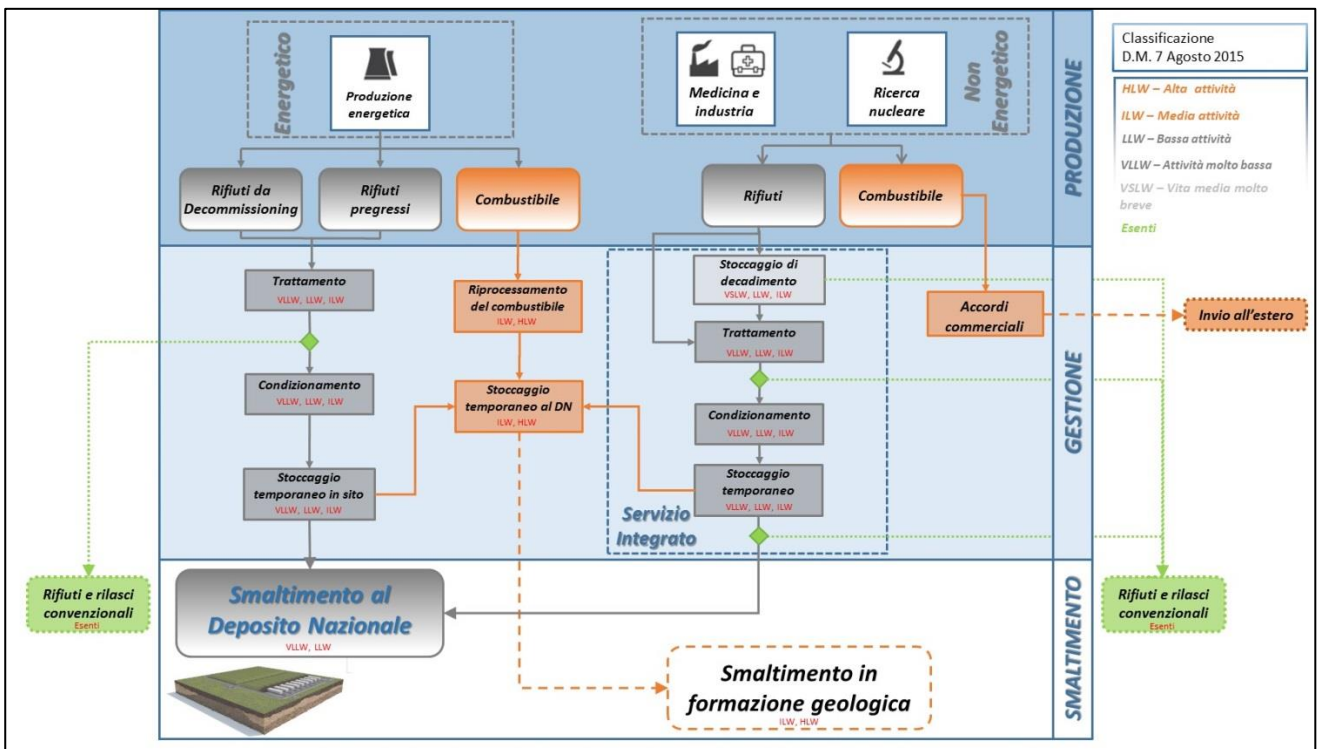 Energetico
Produzione
energetica
Medicina e
industria
Ricerca
nucleare
Non
Energetico
PRODUZIONE
Classificazione
D.M. 7 Agosto 2015
HLW – Alta attività
ILW – Media attività
LLW – Bassa attività
VLLW – Attività molto bassa
VSLW – Vita media molto
breve
Esenti
Rifiuti da
Decommissioning
Rifiuti
pregressi
Combustibile
Rifiuti
Combustibile
Trattamento
VLLW, LLW, ILW
Riprocessamento
del combustibile
ILW, HLW
Stoccaggio di
decadimento
VSLW, LLW, ILW
Accordi
commerciali
Invio all'estero
Trattamento
VLLW, LLW, ILW
GESTIONE
Condizionamento
VLLW, LLW, ILW
Stoccaggio
temporaneo al DN
ILW, HLW
Condizionamento
VLLW, LLW, ILW
Stoccaggio
temporaneo in sito
VLLW, LLW, ILW
Stoccaggio
temporaneo
VLLW, LLW, ILW
Servizio
Integrato
Rifiuti e rilasci
convenzionali
Esenti
Smaltimento al
Deposito Nazionale
VLLW, LLW
Smaltimento in
formazione geologica
ILW, HLW
SMALTIMENTO
Rifiuti e rilasci
convenzionali
Esenti